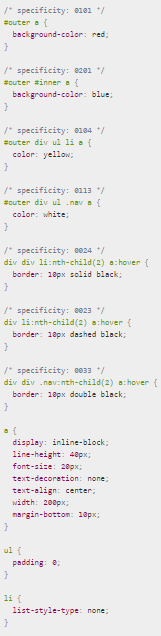 /* specificity: 0101 */
#outer a {
background-color: red;
}
/* specificity: 0201 */
#outer #inner a {
background-color: blue;
}
/* specificity: 0104 */
#outer div ul li a {
color: yellow;
}
/* specificity: 0113 */
#outer div ul .nav a {
color: white;
}
/* specificity: 0024 */
div div li:nth-child(2) a:hover {
border: 10px solid black;
}
/* specificity: 0023 */
div li:nth-child(2) a:hover {
border: 10px dashed black;
}
/* specificity: 0033 */
div div .nav:nth-child(2) a:hover {
border: 10px double black;
}
a {
display: inline-block;
line-height: 40px;
font-size: 20px;
text-decoration: none;
text-align: center;
width: 200px;
margin-bottom: 10px;
}
ul {
padding: 0;
}
li {
list-style-type: none;
}